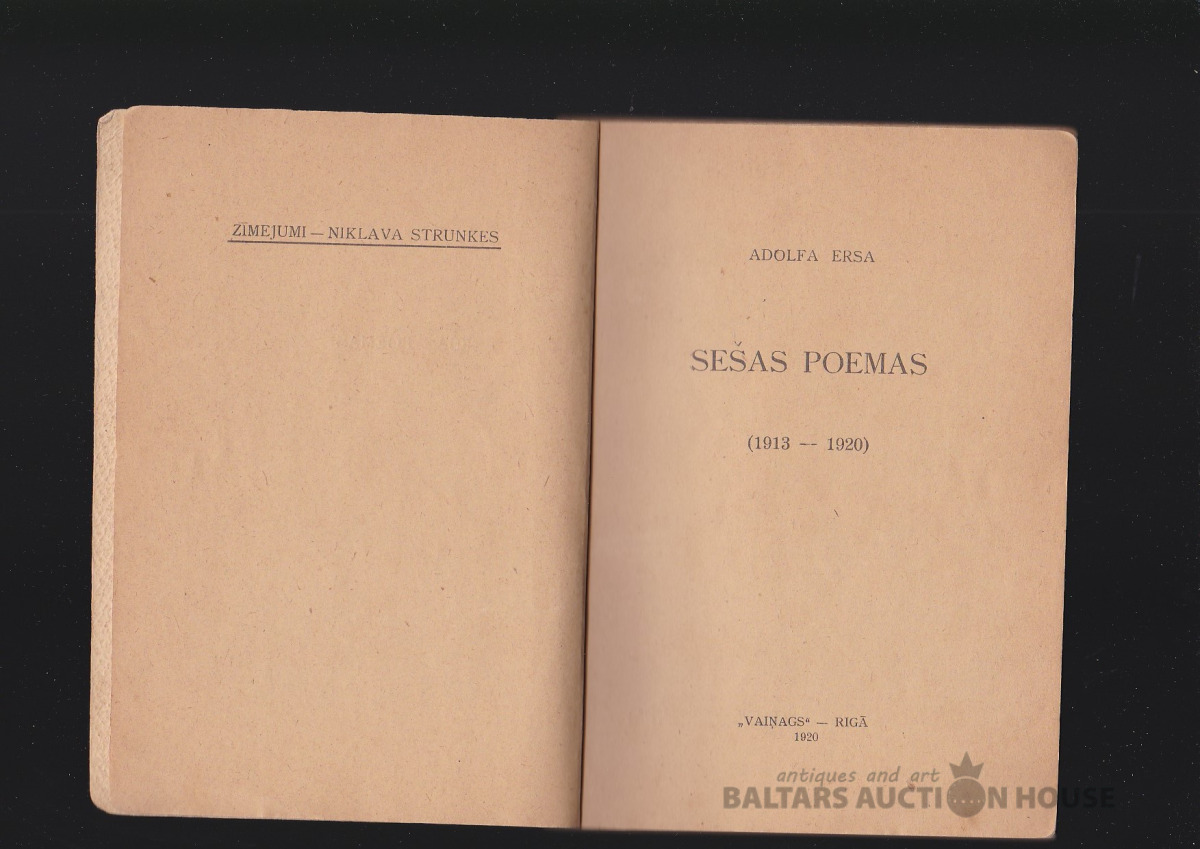 ZĪMEJUMI — NIKLAVA STRUNKES
ADOLFA ERSA
SEŠAS POEMAS
(1913 — 1920)
„VAIŅAGS“ — RIGĀ
1920
antiques and art
BALTARS AUCTION HOUSE